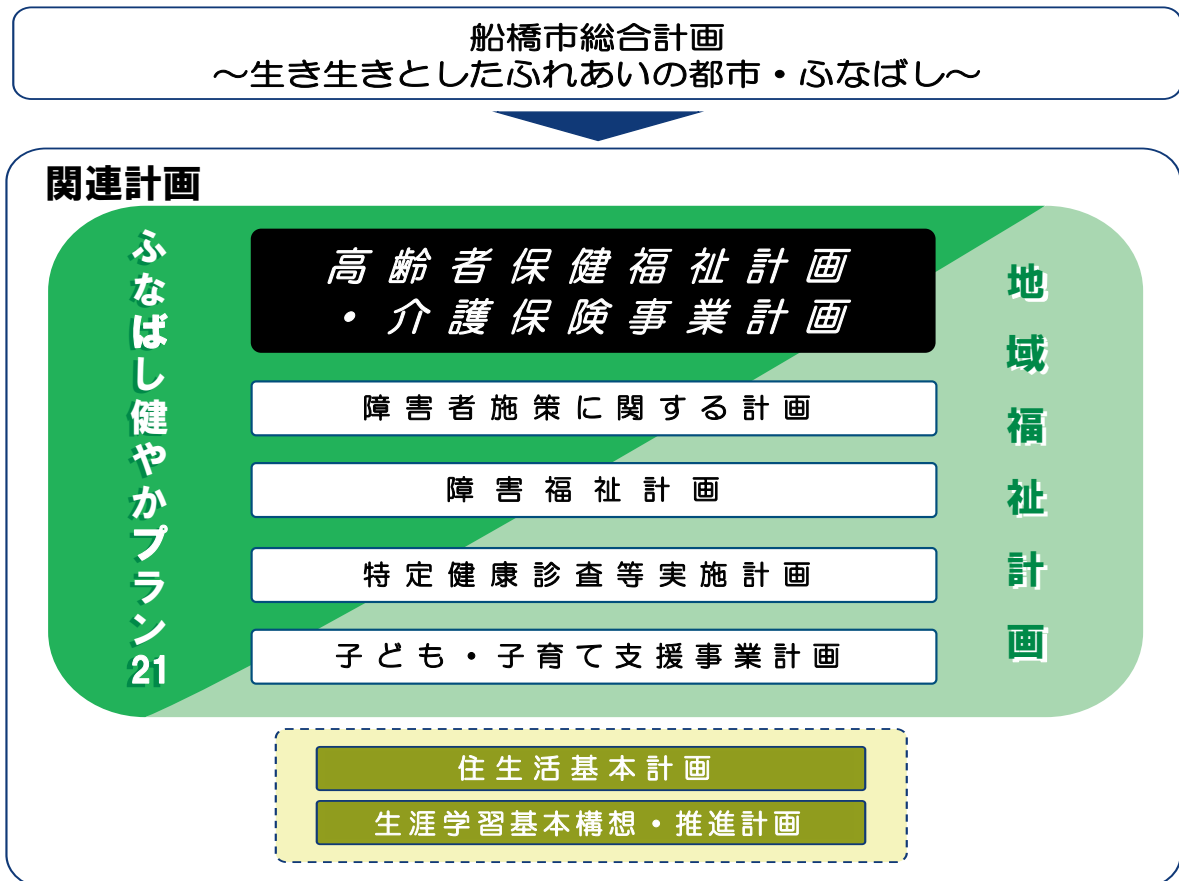 船橋市総合計画
～生き生きとしたふれあいの都市・ふなばし～
関連計画
ふなばし健やかプラン21
高齢者保健福祉計画
・介護保険事業計画
障害者施策に関する計画
障害福祉計画
特定健康診査等実施計画
子ども・子育て支援事業計画
地域福祉計画
住生活基本計画
生涯学習基本構想・推進計画